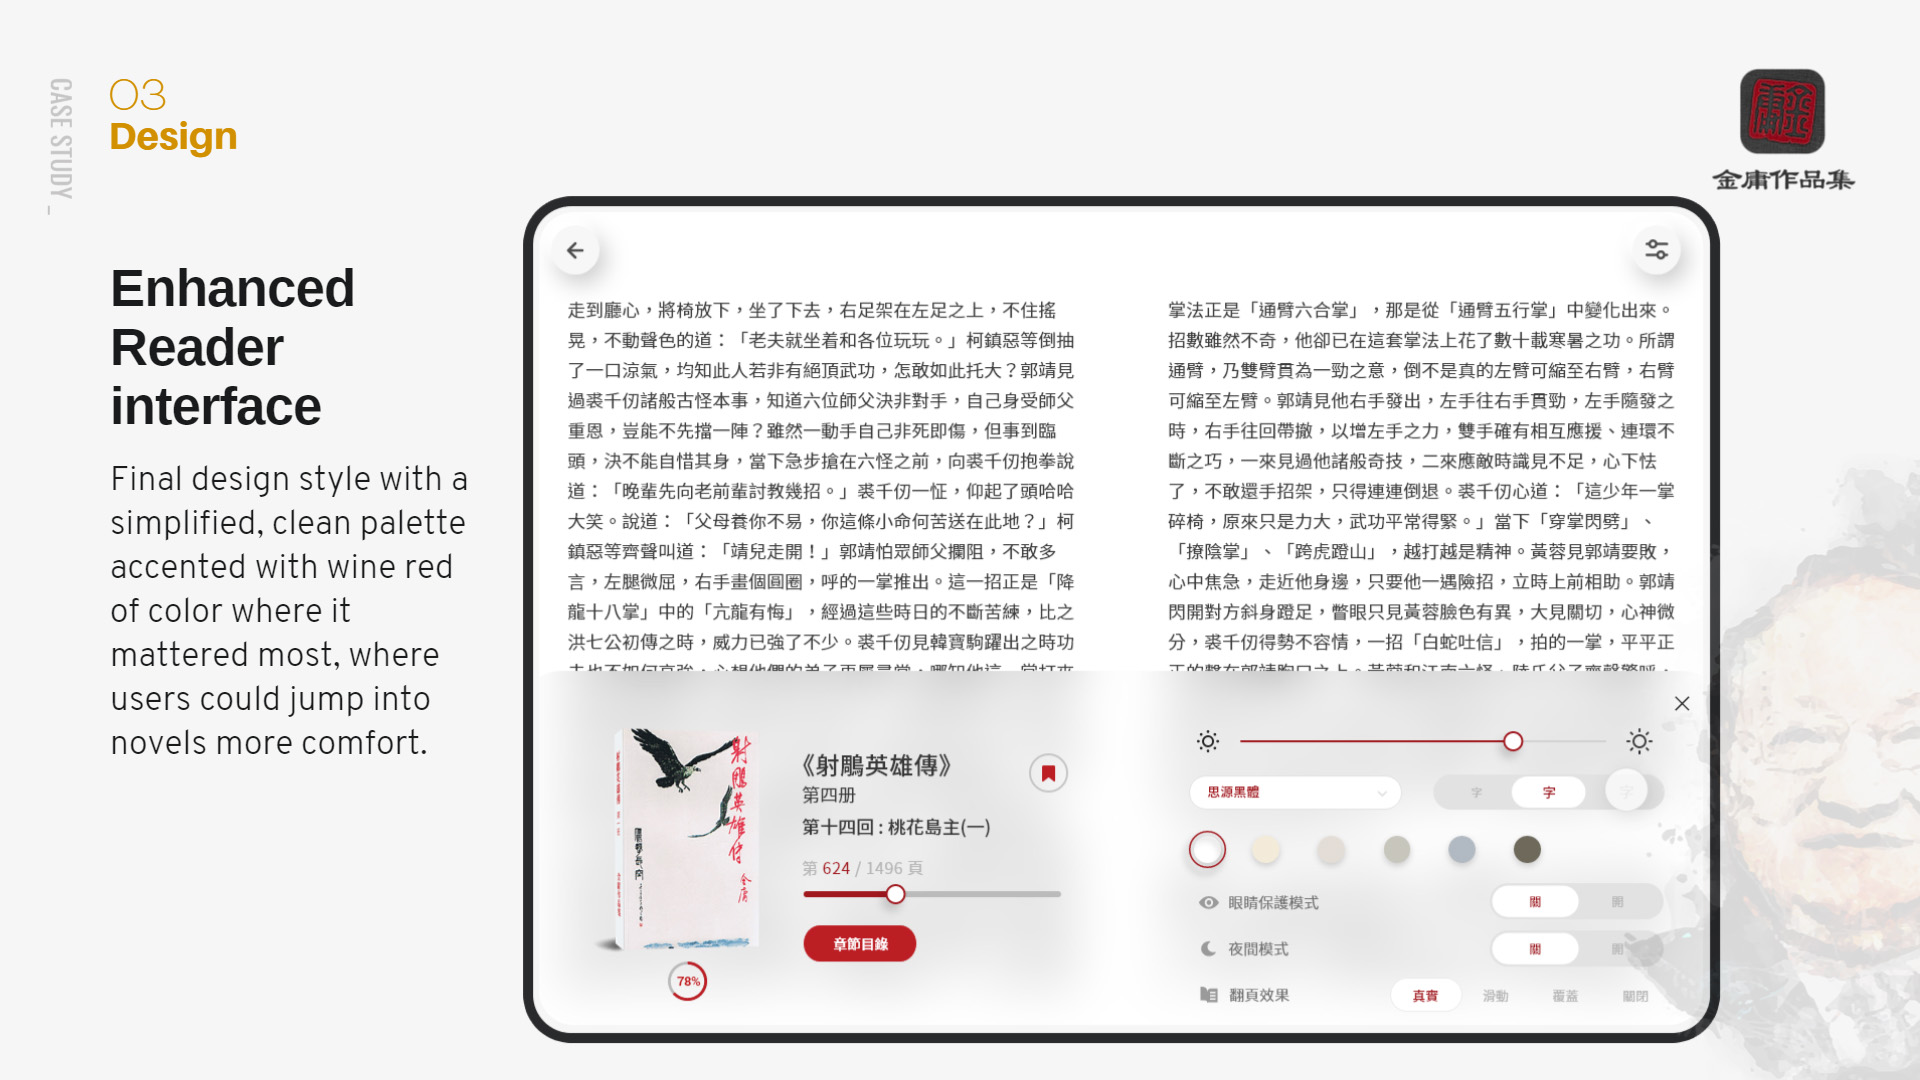 CASE STUDY _
03
Design
金庸作品集
Enhanced
Reader
interface
Final design style with a
simplified, clean palette
accented with wine red
of color where it
mattered most, where
users could jump into
novels more comfort.
走到廳心，將椅放下，坐了下去，右足架在左足之上，不住搖
晃，不動聲色的道：「老夫就坐着和各位玩玩。」柯鎮惡等倒抽
了一口涼氣，均知此人若非有絕頂武功，怎敢如此托大？郭靖見
過裘千仞諸般古怪本事，知道六位師父決非對手，自己身受師父
重恩，豈能不先擋一陣？雖然一動手自己非死即傷，但事到臨
頭，決不能自惜其身，當下急步搶在六怪之前，向裘千仞抱拳說
道：「晚輩先向老前輩討教幾招。」裘千仞一怔，仰起了頭哈哈
大笑。說道：「父母養你不易，你這條小命何苦送在此地？」柯
鎮惡等齊聲叫道：「靖兒走開！」郭靖怕眾師父攔阻，不敢多
言，左腿微屈，右手畫個圓圈，呼的一掌推出。這一招正是「降
龍十八掌」中的「亢龍有悔」，經過這些時日的不斷苦練，比之
洪七公初傳之時，威力已強了不少。裘千仞見韓寶駒躍出之時功
掌法正是「通臂六合掌」，那是從「通臂五行掌」中變化出來。
招數雖然不奇，他卻已在這套掌法上花了數十載寒暑之功。所謂
通臂，乃雙臂貫為一勁之意，倒不是真的左臂可縮至右臂，右臂
可縮至左臂。郭靖見他右手發出，左手往右手貫勁，左手隨發之
時，右手往回帶撤，以增左手之力，雙手確有相互應援、連環不
斷之巧，一來見過他諸般奇技，二來應敵時識見不足，心下怯
了，不敢還手招架，只得連連倒退。裘千仞心道：「這少年一掌
碎椅，原來只是力大，武功平常得緊。」當下「穿掌閃劈」、
「撩陰掌」、「跨虎蹬山」，越打越是精神。黃蓉見郭靖要敗，
心中焦急，走近他身邊，只要他一遇險招，立時上前相助。郭靖
閃開對方斜身蹬足，瞥眼只見黃蓉臉色有異，大見關切，心神微
分，裘千仞得勢不容情，一招「白蛇吐信」，拍的一掌，平平正
射鵰英雄傳
金庸
78%
《射鵰英雄傳》
第四册
第十四回 : 桃花島主(一)
第 624 / 1496 頁
章節目錄
思源黑體
字 字 字
眼睛保護模式 關 開
夜間模式 關 開
翻頁效果 真實 滑動 覆蓋 關閉